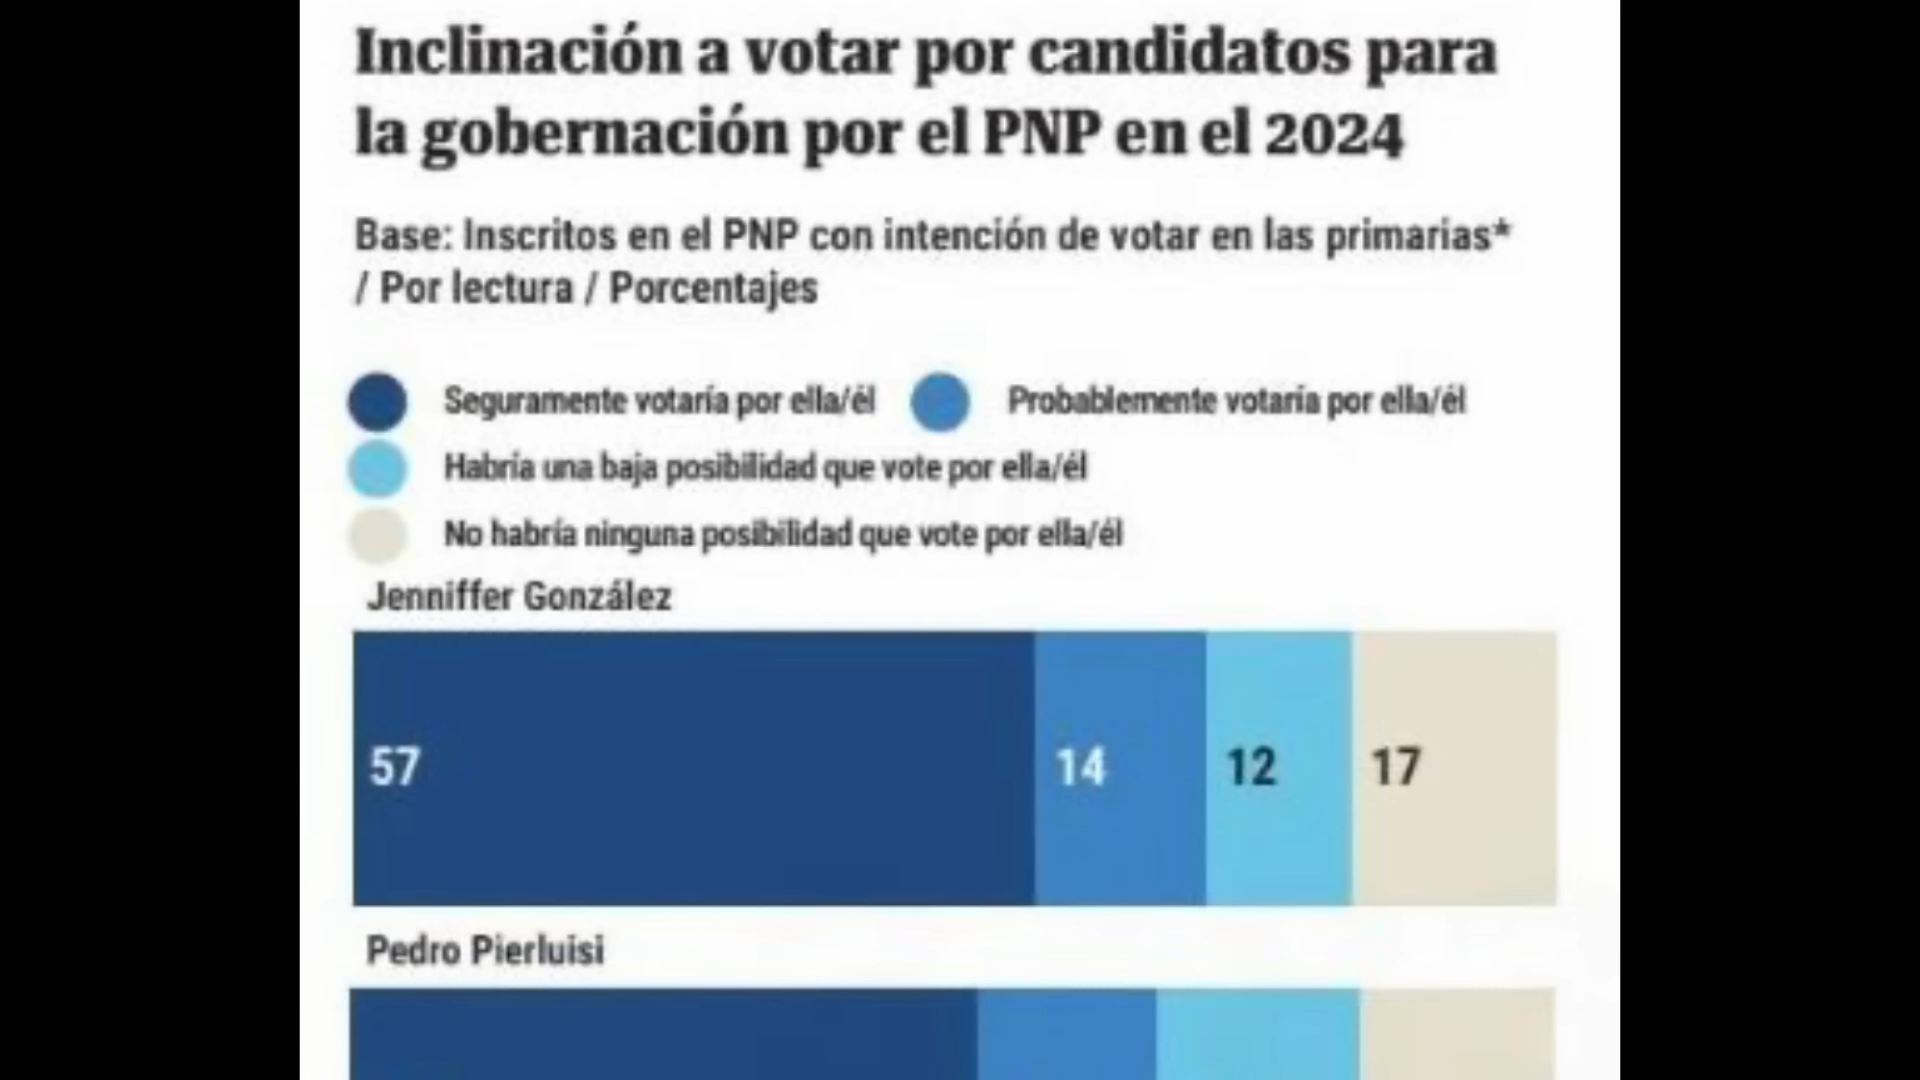 Inclinación a votar por candidatos para
la gobernación por el PNP en el 2024
Base: Inscritos en el PNP con intención de votar en las primarias*
/ Por lectura / Porcentajes
Seguramente votaría por ella/él Probablemente votaría por ella/él
Habría una baja posibilidad que vote por ella/él
No habría ninguna posibilidad que vote por ella/él
Jenniffer González
57 14 12 17
Pedro Pierluisi